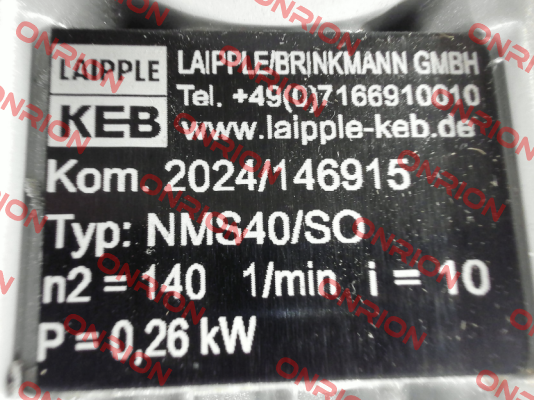 LAIPPLE
KEB
LAIPPLE/BRINKMANN GMBH
Tel. +49(0)7166910010
www.laipple-keb.de
Kom. 2024/146915
Typ: NMS40/SO
n2 = 140 1/min i = 10
P = 0,26 kW
ONRION